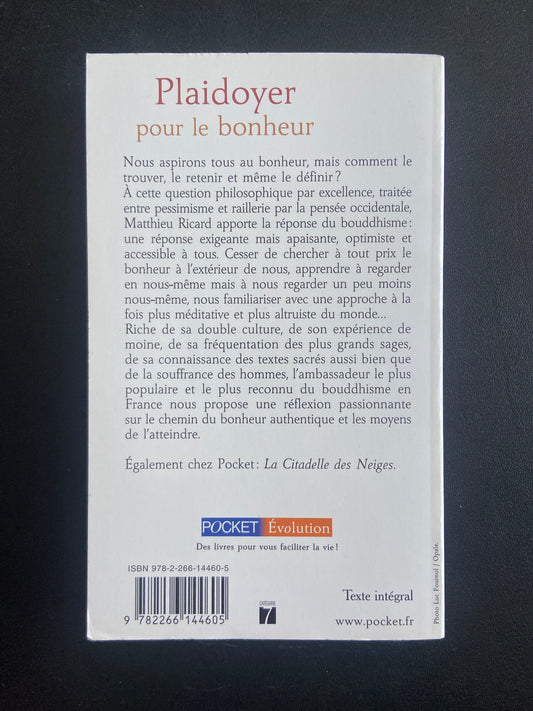 Plaidoyer
pour le bonheur
Nous aspirons tous au bonheur, mais comment le
trouver, le retenir et même le définir ?
À cette question philosophique par excellence, traitée
entre pessimisme et raillerie par la pensée occidentale,
Matthieu Ricard apporte la réponse du bouddhisme :
une réponse exigeante mais apaisante, optimiste et
accessible à tous. Cesser de chercher à tout prix le
bonheur à l'extérieur de nous, apprendre à regarder
en nous-même mais à nous regarder un peu moins
nous-même, nous familiariser avec une approche à la
fois plus méditative et plus altruiste du monde...
Riche de sa double culture, de son expérience de
moine, de sa fréquentation des plus grands sages,
de sa connaissance des textes sacrés aussi bien que
de la souffrance des hommes, l'ambassadeur le plus
populaire et le plus reconnu du bouddhisme en
France nous propose une réflexion passionnante
sur le chemin du bonheur authentique et les moyens
de l'atteindre.
Également chez Pocket : La Citadelle des Neiges.
POCKET Évolution
Des livres pour vous faciliter la vie !
ISBN 978-2-266-14460-5
9 782266 144605
CATÉGORIE
7
Texte intégral
www.pocket.fr
Photo Luc Fournol / Opale.